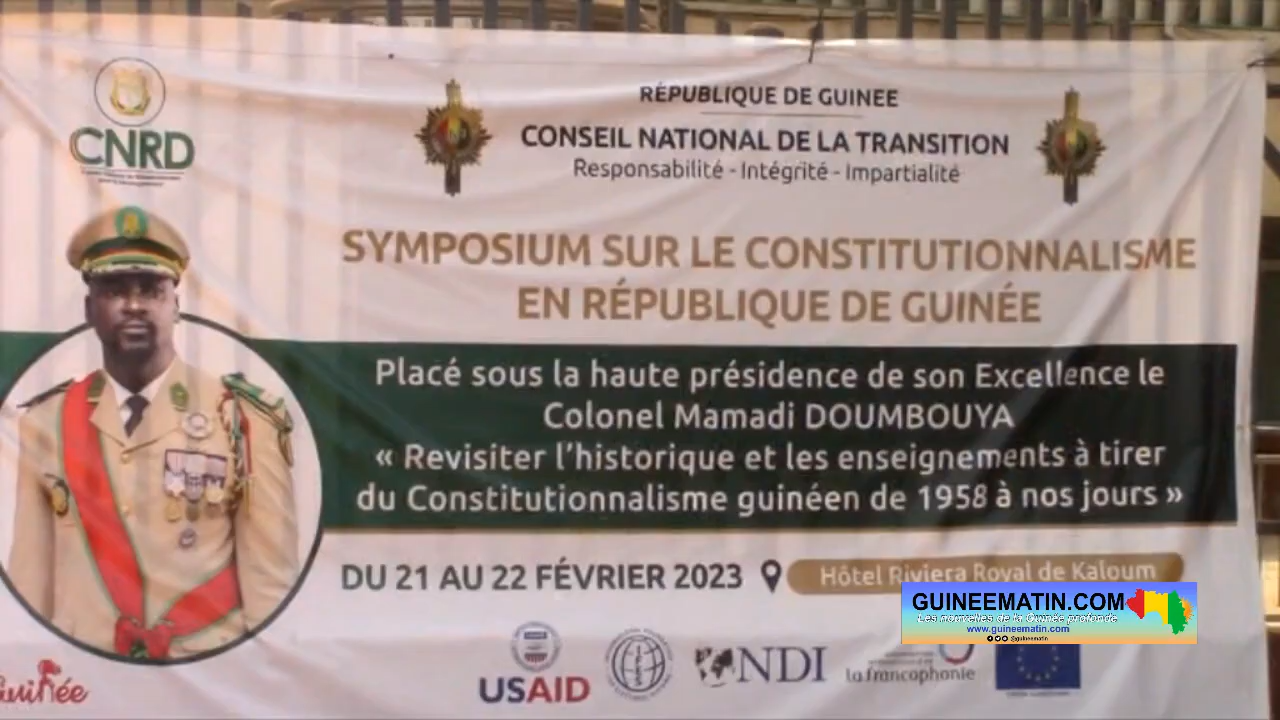 CNRD
RÉPUBLIQUE DE GUINEE
CONSEIL NATIONAL DE LA TRANSITION
Responsabilité - Intégrité - Impartialité
SYMPOSIUM SUR LE CONSTITUTIONNALISME
EN RÉPUBLIQUE DE GUINÉE
Placé sous la haute présidence de son Excellence le
Colonel Mamadi DOUMBOUYA
« Revisiter l'historique et les enseignements à tirer
du Constitutionnalisme guinéen de 1958 à nos jours »
DU 21 AU 22 FÉVRIER 2023
Hôtel Riviera Royal de Kaloum
GUINEEMATIN.COM
Les nouvelles de la Guinée profonde
www.guineematin.com
@guineematin
Guinée
USAID
IFES
NDI
la francophonie